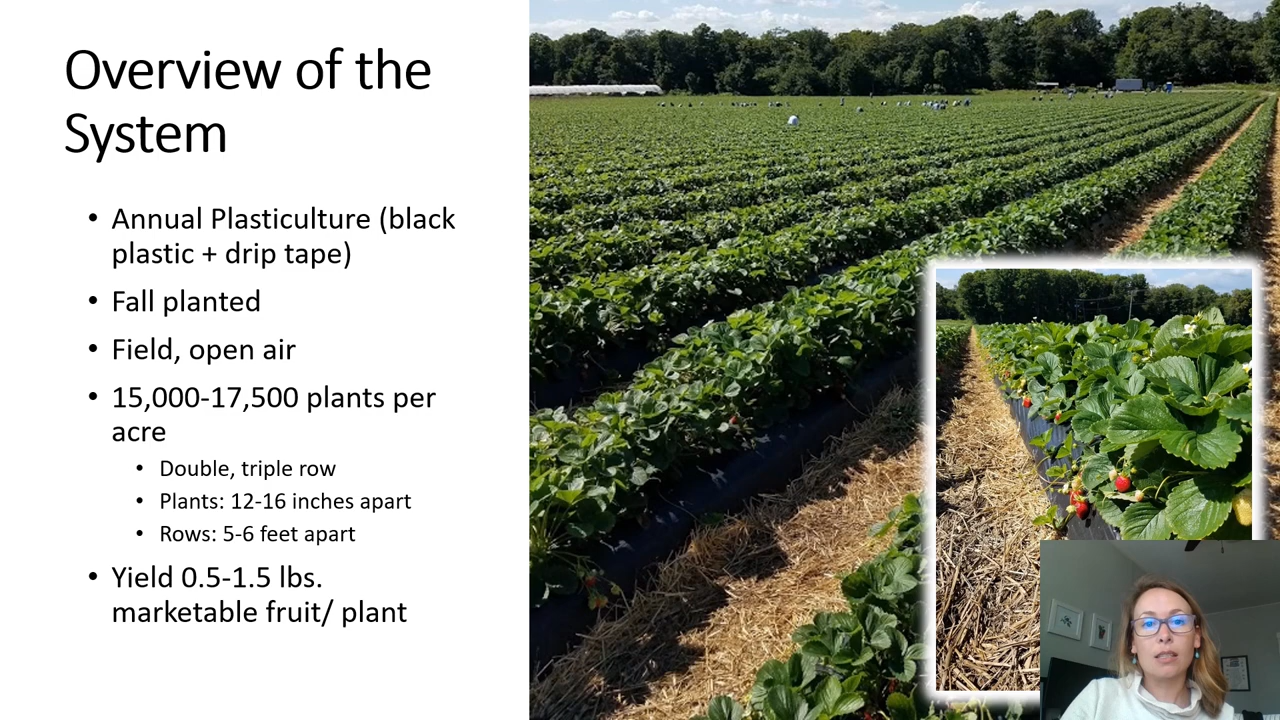 Overview of the
System
• Annual Plasticulture (black
plastic + drip tape)
• Fall planted
• Field, open air
• 15,000-17,500 plants per
acre
• Double, triple row
• Plants: 12-16 inches apart
• Rows: 5-6 feet apart
• Yield 0.5-1.5 lbs.
marketable fruit/ plant